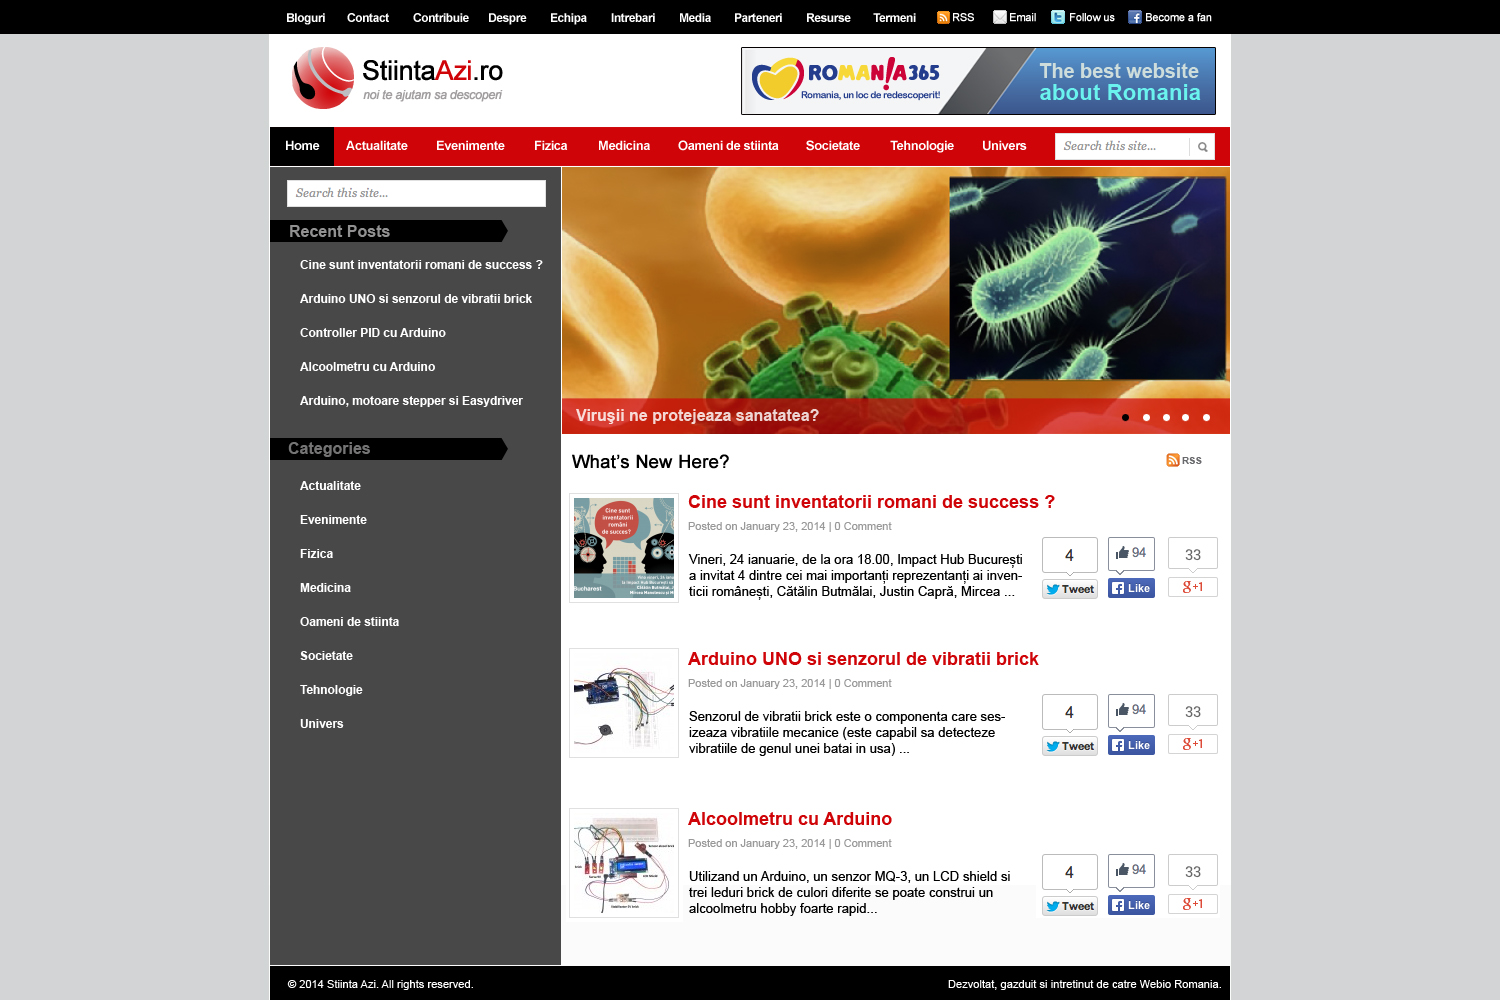 Bloguri Contact Contribuie Despre Echipa Intrebari Media Parteneri Resurse Termeni RSS Email Follow us Become a fan
StiintaAzi.ro
noi te ajutam sa descoperi
ROMANIA365
Romania, un loc de redescoperit!
The best website
about Romania
Home Actualitate Evenimente Fizica Medicina Oameni de stiinta Societate Tehnologie Univers Search this site...
Search this site...
Recent Posts
Cine sunt inventatorii romani de success ?
Arduino UNO si senzorul de vibratii brick
Controller PID cu Arduino
Alcoolmetru cu Arduino
Arduino, motoare stepper si Easydriver
Categories
Actualitate
Evenimente
Fizica
Medicina
Oameni de stiinta
Societate
Tehnologie
Univers
Virușii ne protejeaza sanatatea?
What's New Here?
RSS
Cine sunt
inventatorii
români
de succes?
Bucharest
Cine sunt inventatorii romani de success ?
Posted on January 23, 2014 | 0 Comment
Vineri, 24 ianuarie, de la ora 18.00, Impact Hub București
a invitat 4 dintre cei mai importanți reprezentanți ai inven-
ticii românești, Cătălin Butmălai, Justin Capră, Mircea ...
4 94 33
Tweet Like g+1
Arduino UNO si senzorul de vibratii brick
Posted on January 23, 2014 | 0 Comment
Senzorul de vibratii brick este o componenta care ses-
izeaza vibratiile mecanice (este capabil sa detecteze
vibratiile de genul unei batai in usa) ...
4 94 33
Tweet Like g+1
Alcoolmetru cu Arduino
Posted on January 23, 2014 | 0 Comment
Utilizand un Arduino, un senzor MQ-3, un LCD shield si
trei leduri brick de culori diferite se poate construi un
alcoolmetru hobby foarte rapid...
4 94 33
Tweet Like g+1
© 2014 Stiinta Azi. All rights reserved.
Dezvoltat, gazduit si intretinut de catre Webio Romania.